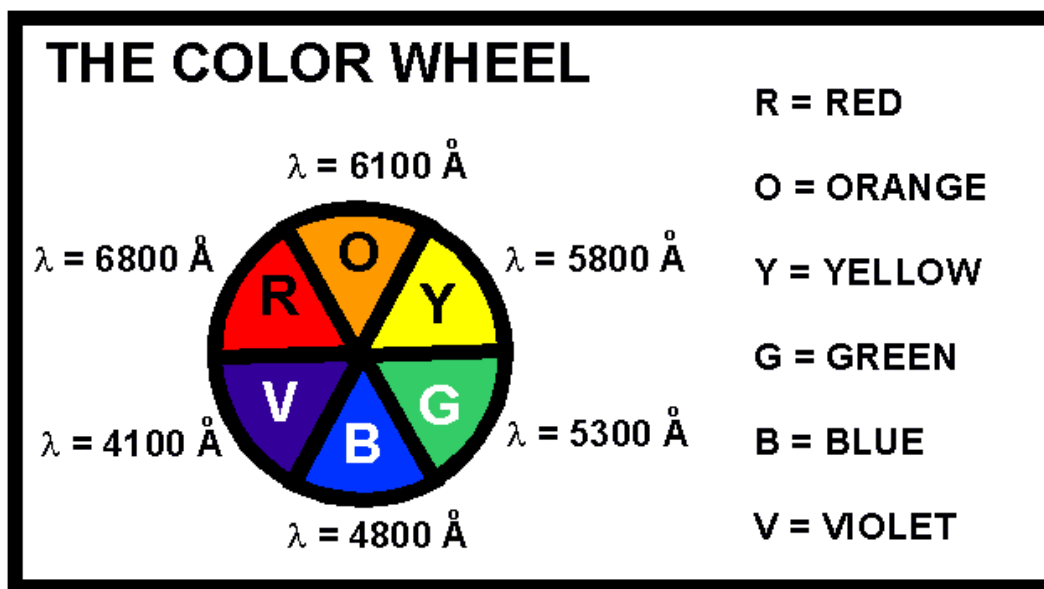 THE COLOR WHEEL
λ = 6100 Å
λ = 6800 Å
λ = 5800 Å
O
R
Y
V
G
B
λ = 4100 Å
λ = 5300 Å
λ = 4800 Å
R = RED
O = ORANGE
Y = YELLOW
G = GREEN
B = BLUE
V = VIOLET